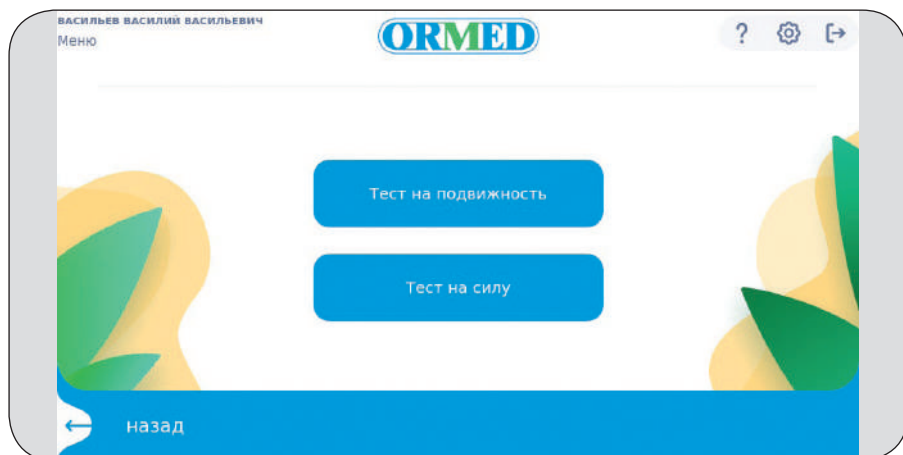 ВАСИЛЬЕВ ВАСИЛИЙ ВАСИЛЬЕВИЧ
Меню
ORMED
?
Тест на подвижность
Тест на силу
← назад